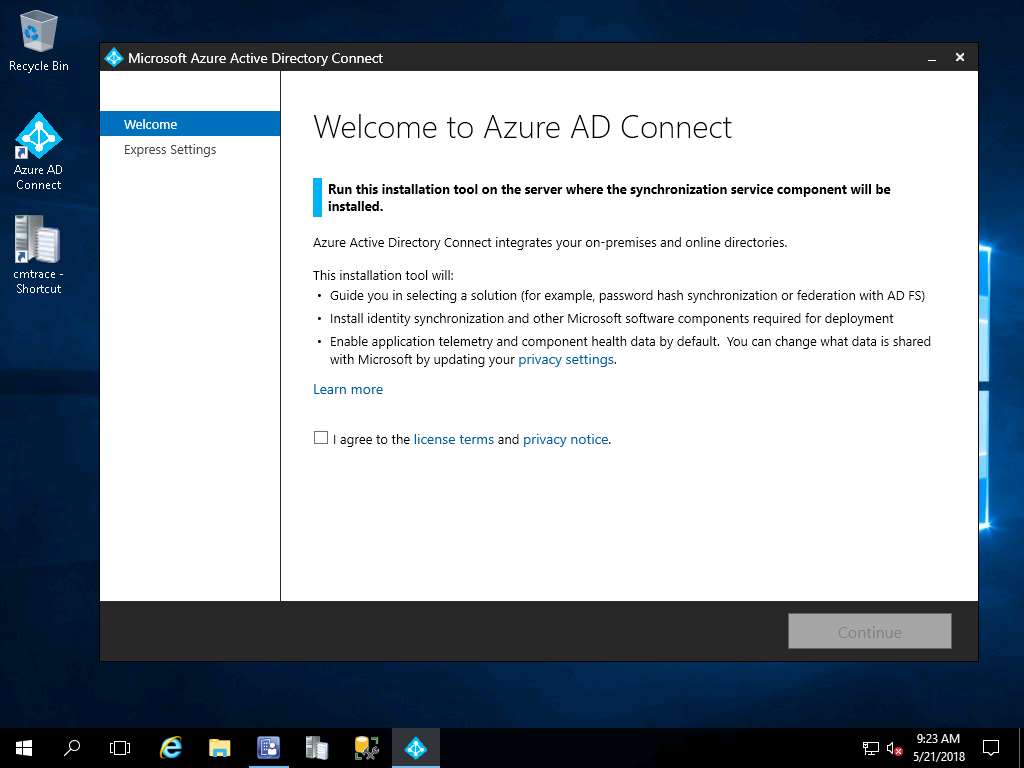 Recycle Bin
Azure AD
Connect
cmtrace -
Shortcut
Microsoft Azure Active Directory Connect
Welcome
Express Settings
Welcome to Azure AD Connect
Run this installation tool on the server where the synchronization service component will be
installed.
Azure Active Directory Connect integrates your on-premises and online directories.
This installation tool will:
• Guide you in selecting a solution (for example, password hash synchronization or federation with AD FS)
• Install identity synchronization and other Microsoft software components required for deployment
• Enable application telemetry and component health data by default. You can change what data is shared
with Microsoft by updating your privacy settings.
Learn more
I agree to the license terms and privacy notice.
Continue
9:23 AM
5/21/2018